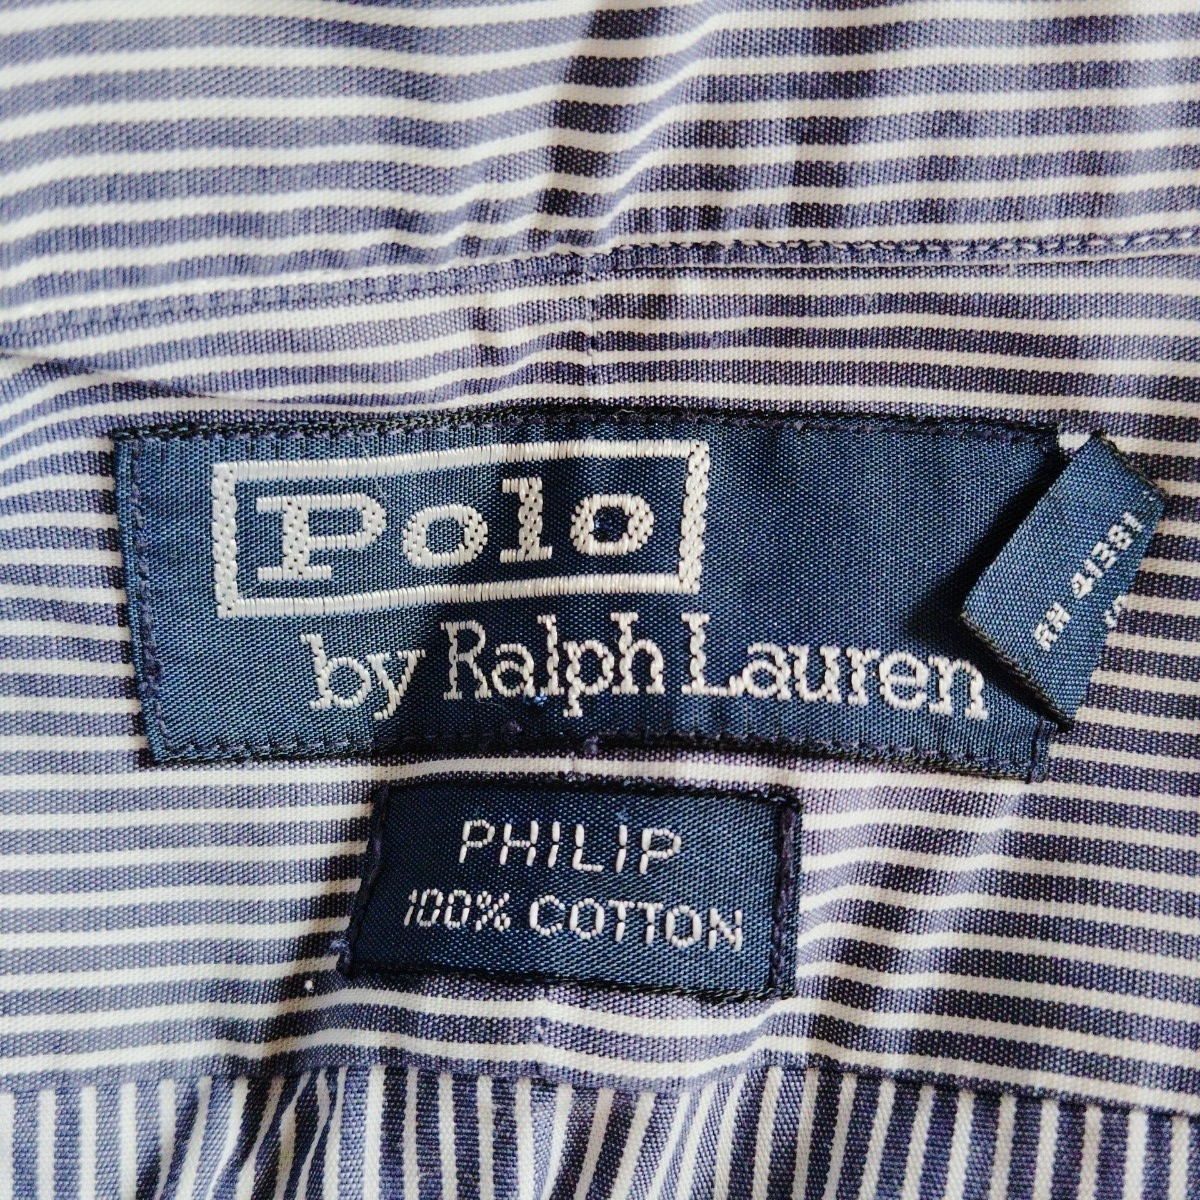 Polo
by Ralph Lauren
RN 41381
PHILIP
100% COTTON